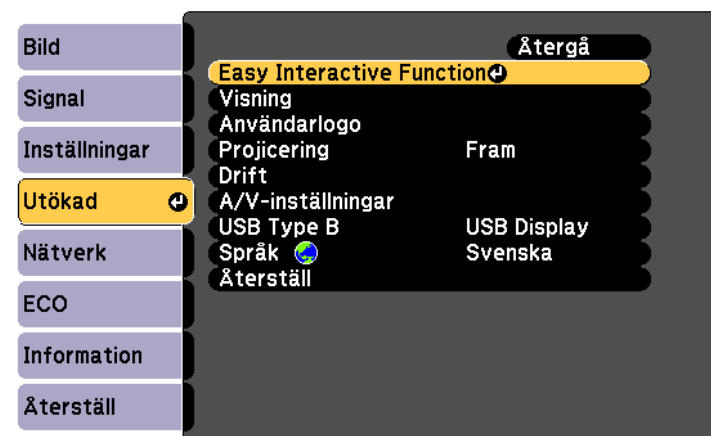 Bild
Signal
Inställningar
Utökad
Nätverk
ECO
Information
Återställ
Återgå
Easy Interactive Function
Visning
Användarlogo
Projicering Fram
Drift
A/V-inställningar
USB Type B USB Display
Språk Svenska
Återställ